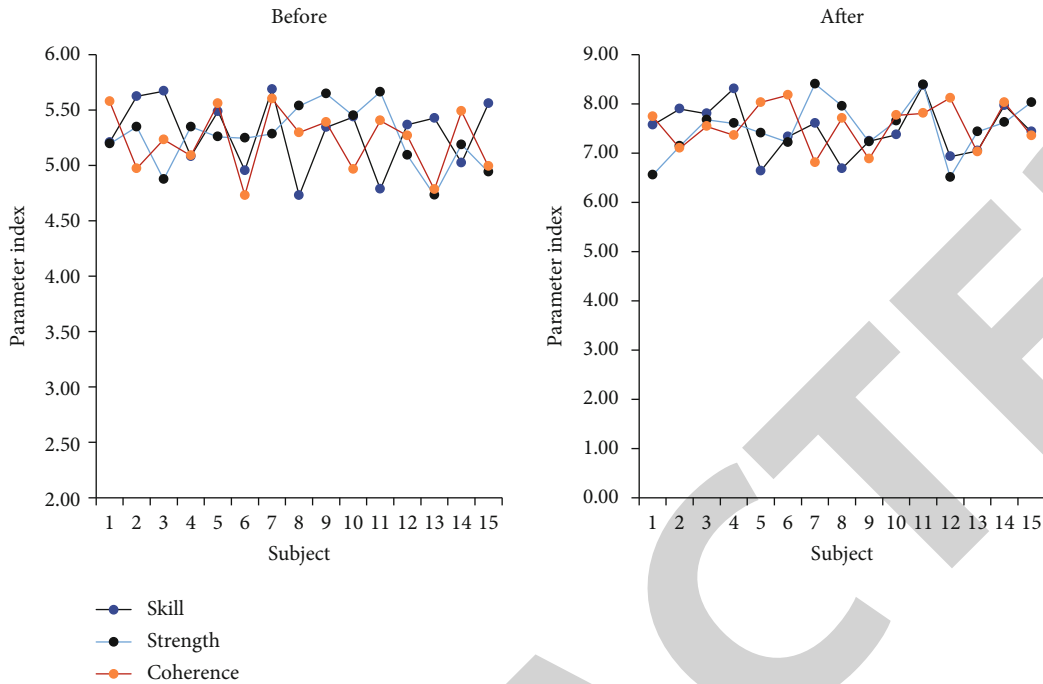 Before
6.00
5.50
5.00
4.50
4.00
3.50
3.00
2.50
2.00
Parameter index
1 2 3 4 5 6 7 8 9 10 11 12 13 14 15
Subject
After
9.00
8.00
7.00
6.00
5.00
4.00
3.00
2.00
1.00
0.00
Parameter index
1 2 3 4 5 6 7 8 9 10 11 12 13 14 15
Subject
Skill
Strength
Coherence